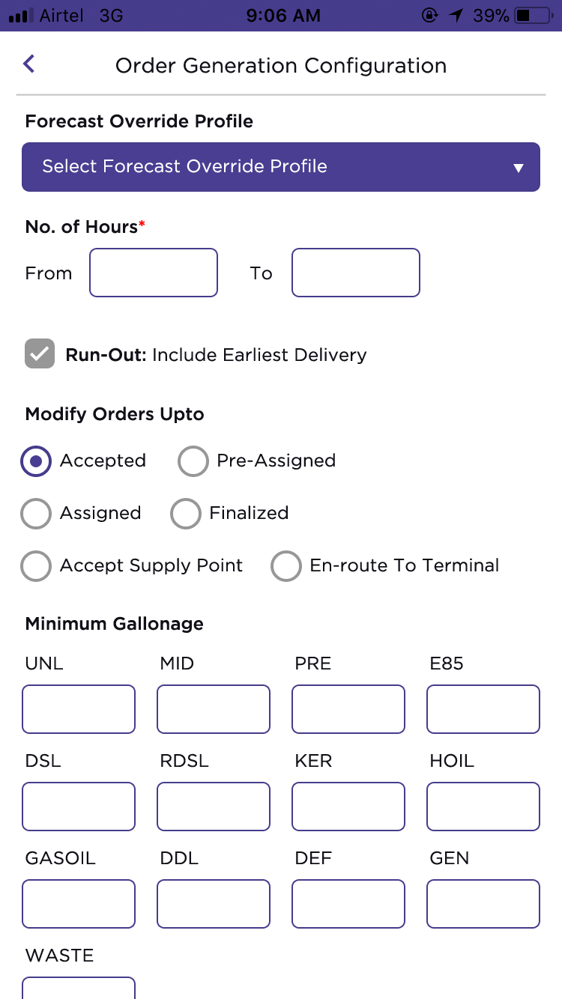 Airtel 3G 9:06 AM 39%
Order Generation Configuration
Forecast Override Profile
Select Forecast Override Profile ▼
No. of Hours*
From To
Run-Out: Include Earliest Delivery
Modify Orders Upto
Accepted Pre-Assigned
Assigned Finalized
Accept Supply Point En-route To Terminal
Minimum Gallonage
UNL MID PRE E85
DSL RDSL KER HOIL
GASOIL DDL DEF GEN
WASTE